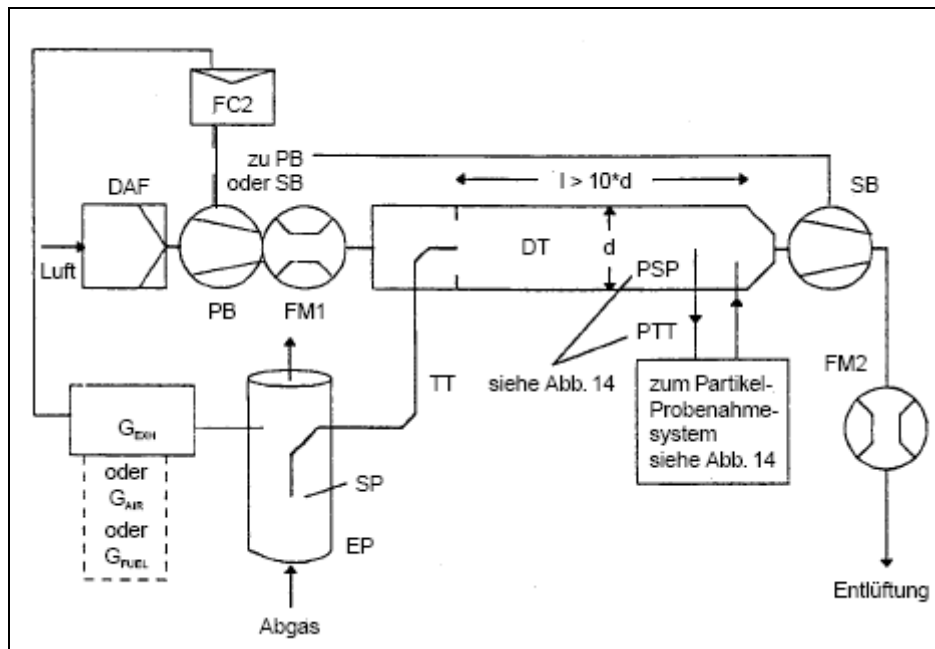 FC2
zu PB
oder SB
l > 10*d
SB
DAF
Luft
DT
d
PB
FM1
PSP
PTT
siehe Abb. 14
TT
zum Partikel-
Probenahme-
system
siehe Abb. 14
FM2
G_EXH
oder
G_AIR
oder
G_FUEL
SP
EP
Abgas
Entlüftung